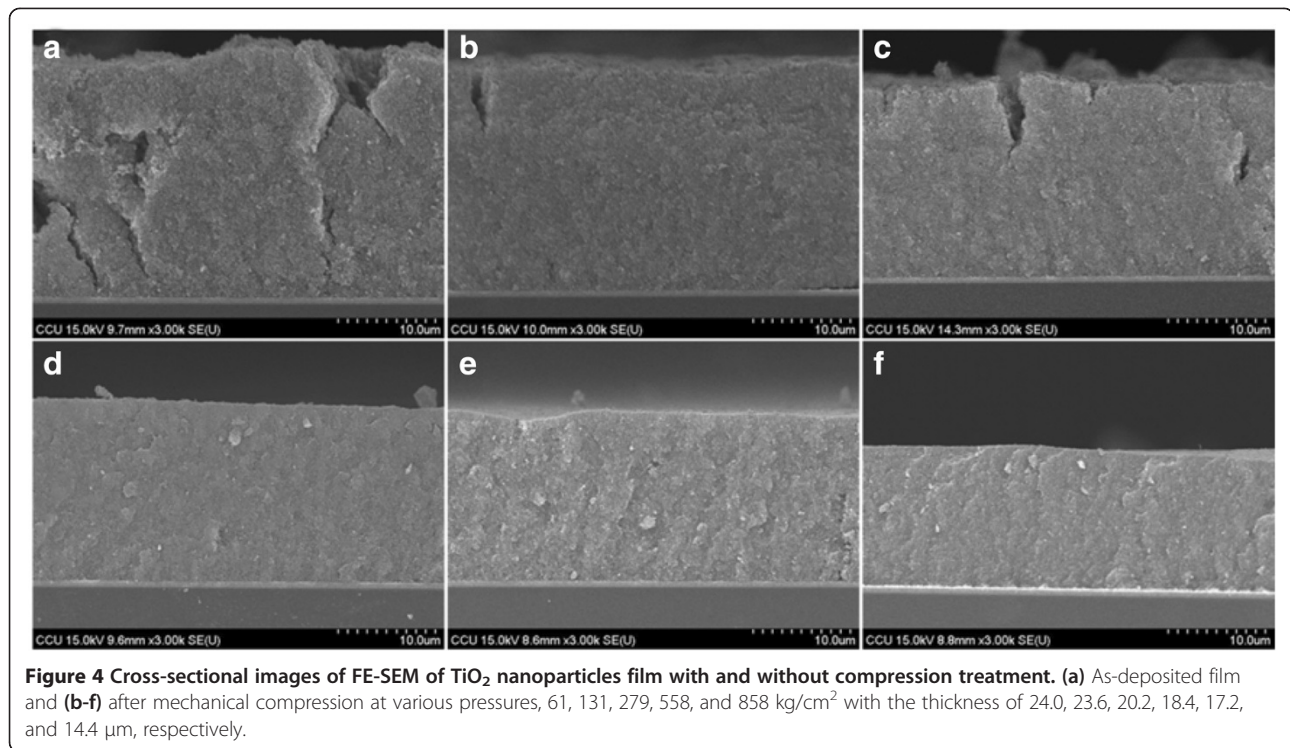 a
b
c
CCU 15.0kV 9.7mm x3.00k SE(U)
10.0um
CCU 15.0kV 10.0mm x3.00k SE(U)
10.0um
CCU 15.0kV 14.3mm x3.00k SE(U)
10.0um
d
e
f
CCU 15.0kV 9.6mm x3.00k SE(U)
10.0um
CCU 15.0kV 8.6mm x3.00k SE(U)
10.0um
CCU 15.0kV 8.8mm x3.00k SE(U)
10.0um
Figure 4 Cross-sectional images of FE-SEM of TiO₂ nanoparticles film with and without compression treatment. (a) As-deposited film
and (b-f) after mechanical compression at various pressures, 61, 131, 279, 558, and 858 kg/cm² with the thickness of 24.0, 23.6, 20.2, 18.4, 17.2,
and 14.4 μm, respectively.